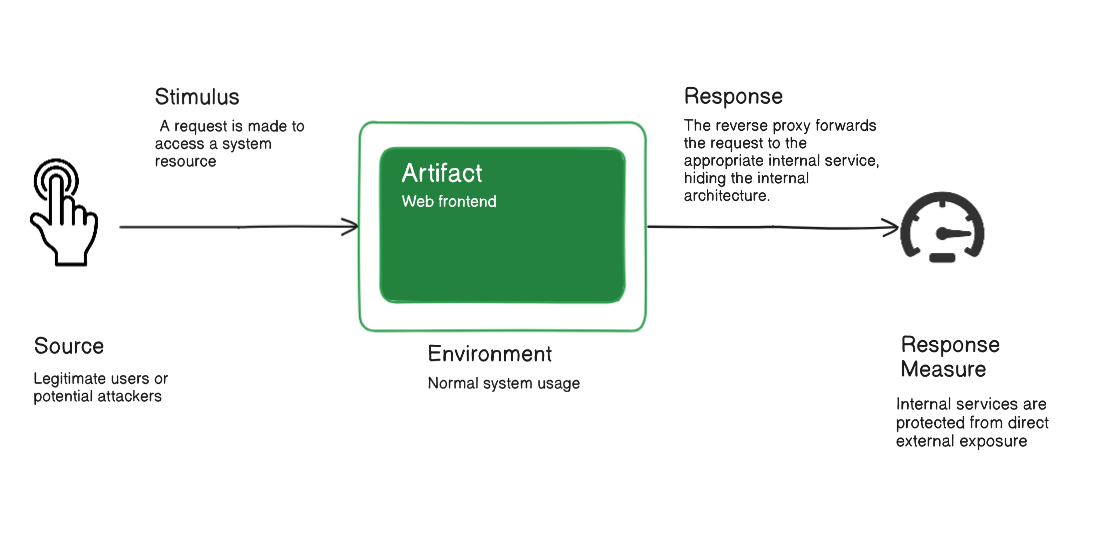 Stimulus
A request is made to
access a system
resource
Response
The reverse proxy forwards
the request to the
appropriate internal service,
hiding the internal
architecture.
Artifact
Web frontend
Source
Legitimate users or
potential attackers
Environment
Normal system usage
Response
Measure
Internal services are
protected from direct
external exposure